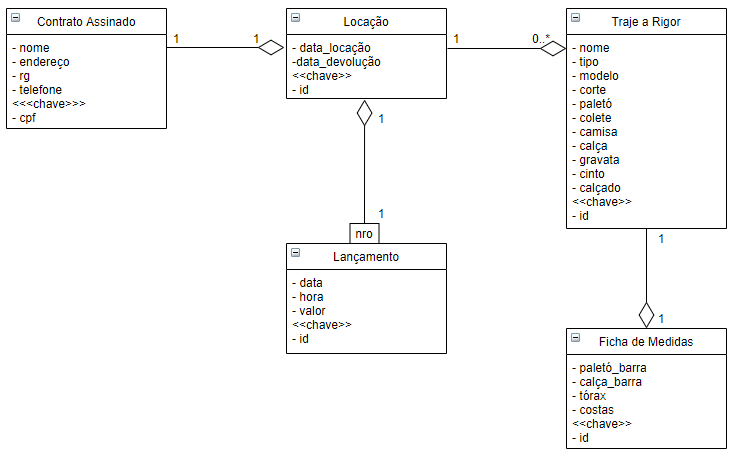 Contrato Assinado
- nome
- endereço
- rg
- telefone
<<<chave>>>
- cpf
1
1
Locação
- data_locação
-data_devolução
<<chave>>
- id
1
0..*
Traje a Rigor
- nome
- tipo
- modelo
- corte
- paletó
- colete
- camisa
- calça
- gravata
- cinto
- calçado
<<chave>>
- id
1
1
nro
Lançamento
- data
- hora
- valor
<<chave>>
- id
1
1
Ficha de Medidas
- paletó_barra
- calça_barra
- tórax
- costas
<<chave>>
- id